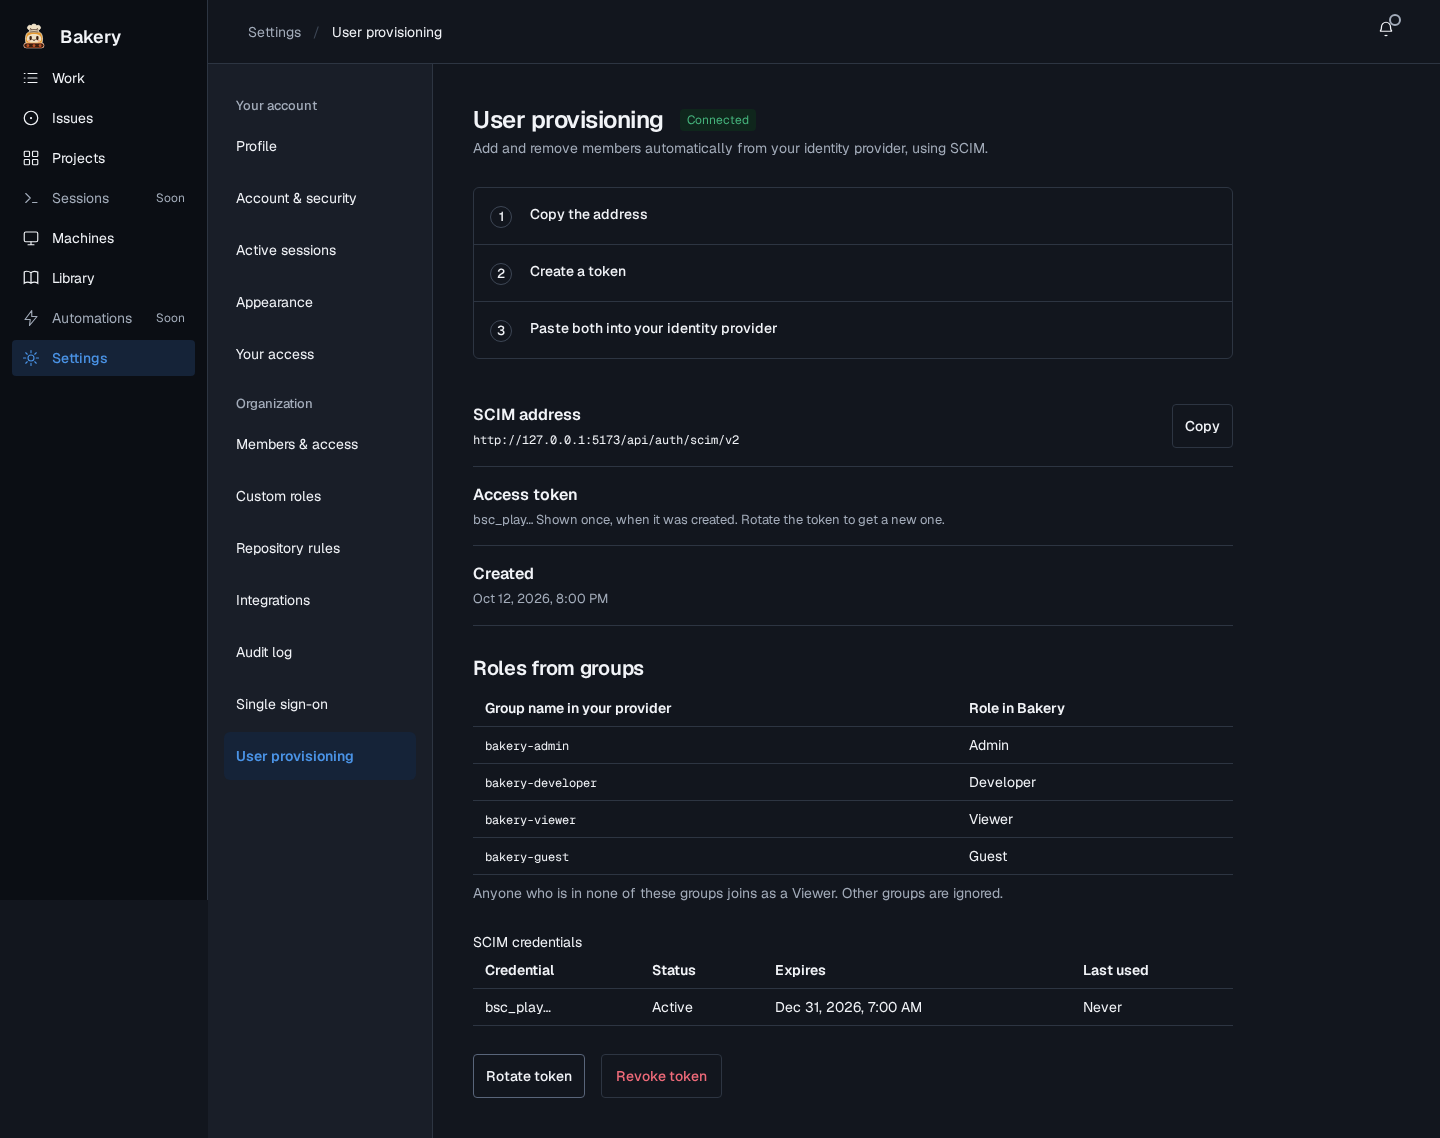 Bakery
Work
Issues
Projects
Sessions Soon
Machines
Library
Automations Soon
Settings
Settings / User provisioning
Your account
Profile
Account & security
Active sessions
Appearance
Your access
Organization
Members & access
Custom roles
Repository rules
Integrations
Audit log
Single sign-on
User provisioning
User provisioning Connected
Add and remove members automatically from your identity provider, using SCIM.
1 Copy the address
2 Create a token
3 Paste both into your identity provider
SCIM address
http://127.0.0.1:5173/api/auth/scim/v2
Copy
Access token
bsc_play… Shown once, when it was created. Rotate the token to get a new one.
Created
Oct 12, 2026, 8:00 PM
Roles from groups
Group name in your provider Role in Bakery
bakery-admin Admin
bakery-developer Developer
bakery-viewer Viewer
bakery-guest Guest
Anyone who is in none of these groups joins as a Viewer. Other groups are ignored.
SCIM credentials
Credential Status Expires Last used
bsc_play… Active Dec 31, 2026, 7:00 AM Never
Rotate token Revoke token